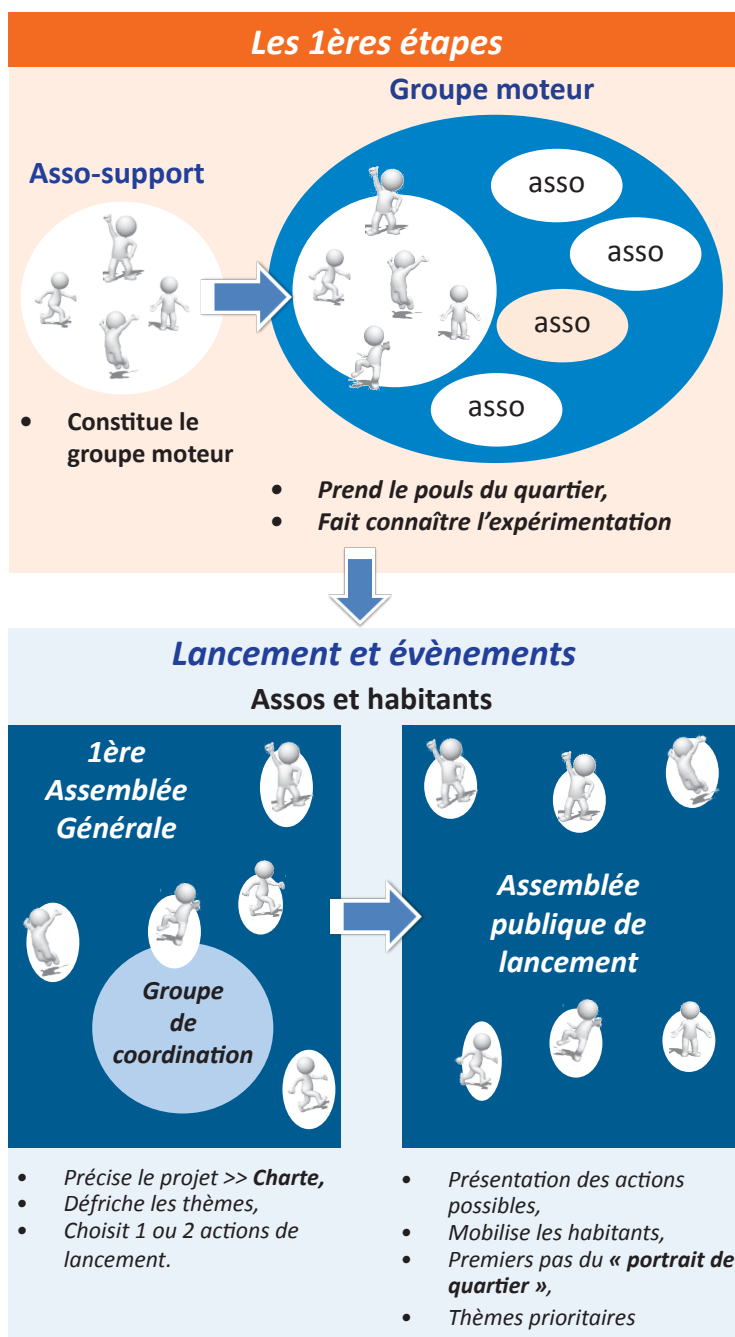 Les 1ères étapes
Groupe moteur
Asso-support
asso
asso
asso
asso
• Constitue le
groupe moteur
• Prend le pouls du quartier,
• Fait connaître l’expérimentation
Lancement et évènements
Assos et habitants
1ère
Assemblée
Générale
Groupe
de
coordination
• Précise le projet >> Charte,
• Défriche les thèmes,
• Choisit 1 ou 2 actions de
lancement.
Assemblée
publique de
lancement
• Présentation des actions
possibles,
• Mobilise les habitants,
• Premiers pas du « portrait de
quartier »,
• Thèmes prioritaires